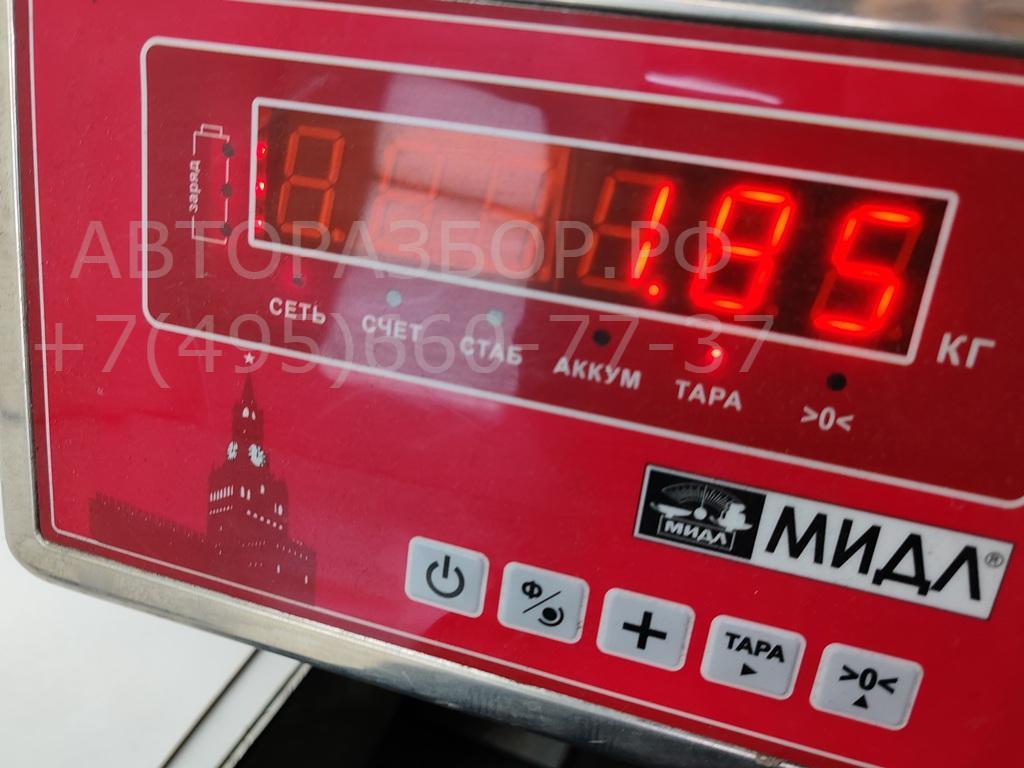 заряд
1.85
КГ
СЕТЬ
СЧЕТ
СТАБ
АККУМ
ТАРА
>0<
АВТОРАЗБОР.РФ
+7(495)660-77-37
МИДЛ
МИДЛ®
Ф
+
ТАРА
>0<